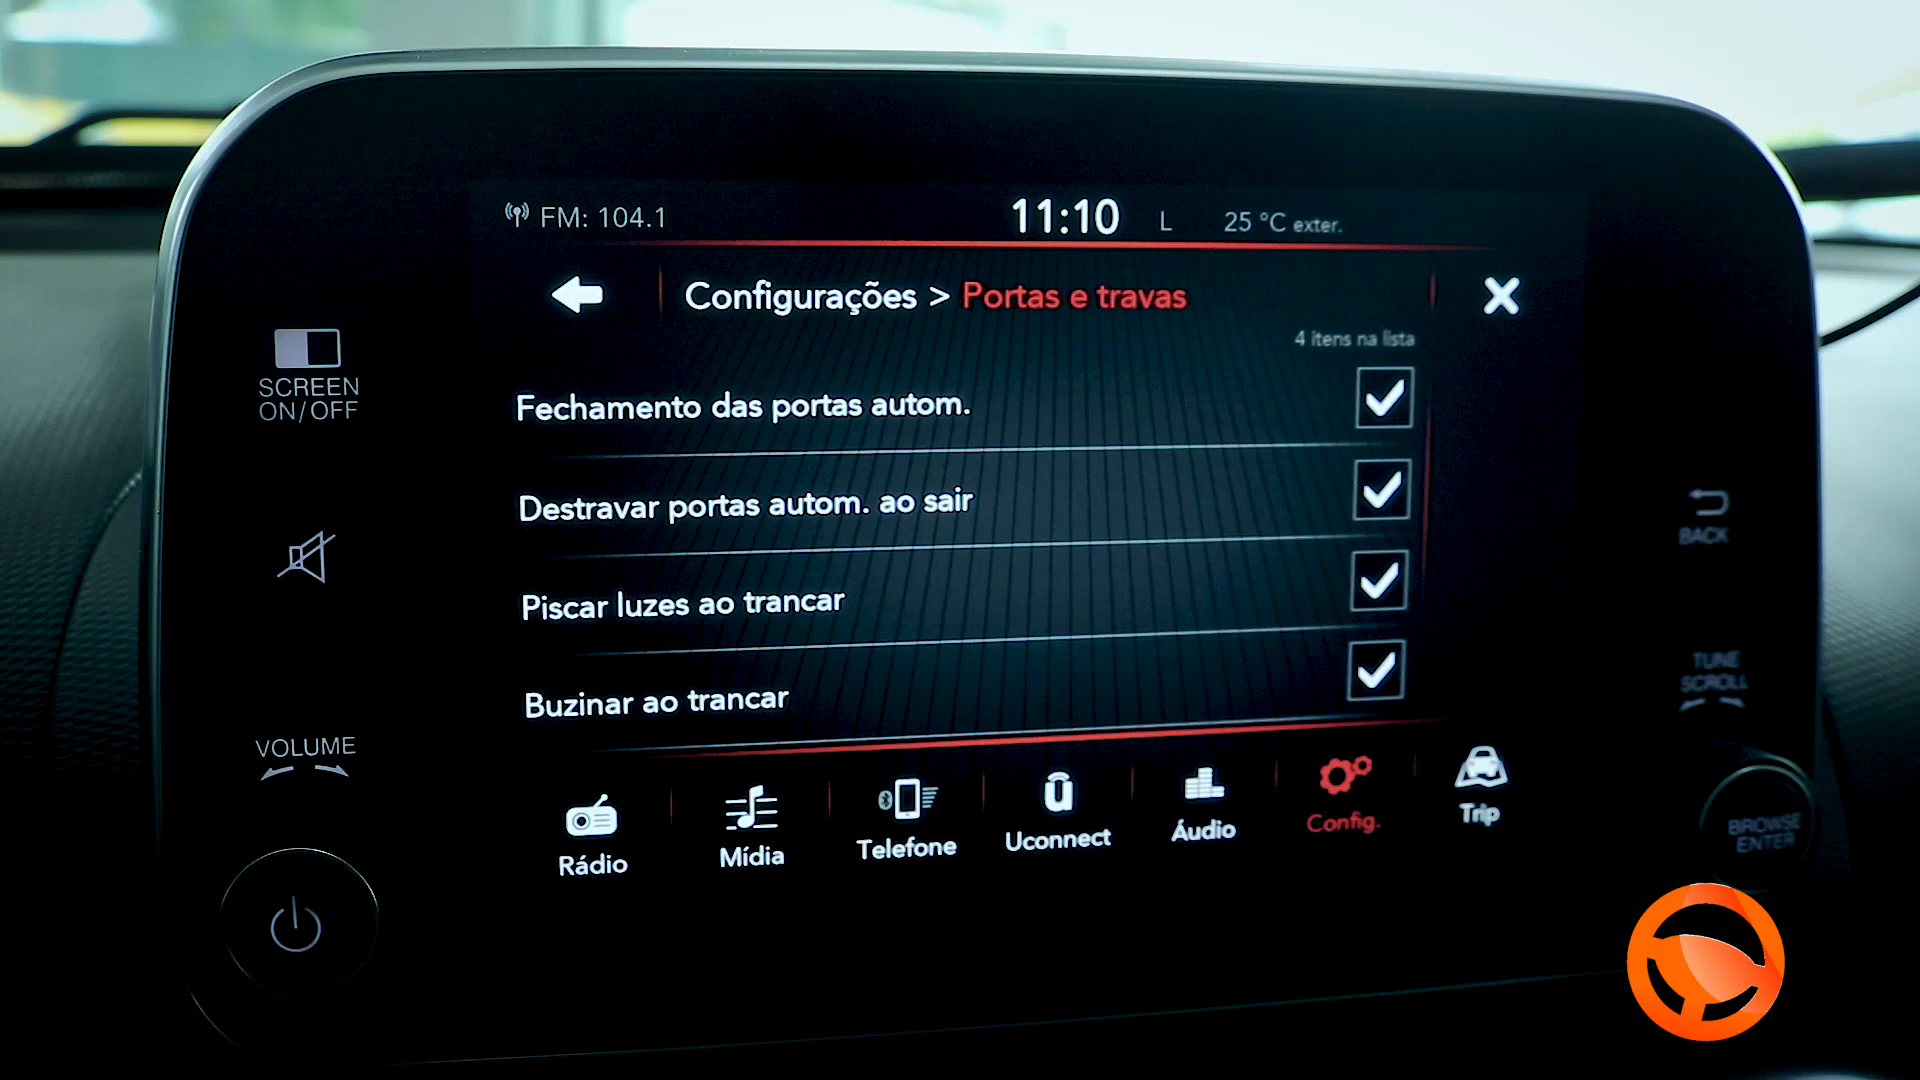 FM: 104.1
11:10
L
25 °C exter.
Configurações > Portas e travas
4 itens na lista
Fechamento das portas autom.
Destravar portas autom. ao sair
Piscar luzes ao trancar
Buzinar ao trancar
Rádio
Mídia
Telefone
Uconnect
Áudio
Config.
Trip
SCREEN
ON/OFF
VOLUME
BACK
TUNE
SCROLL
BROWSE
ENTER